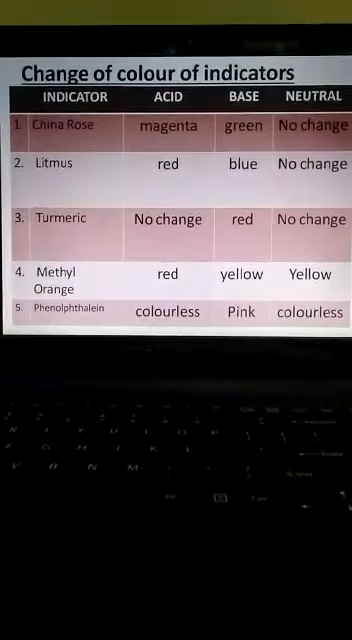 Change of colour of indicators
INDICATOR ACID BASE NEUTRAL
1. China Rose magenta green No change
2. Litmus red blue No change
3. Turmeric No change red No change
4. Methyl Orange red yellow Yellow
5. Phenolphthalein colourless Pink colourless
R Y U I O P
F G H J K L
V B N M